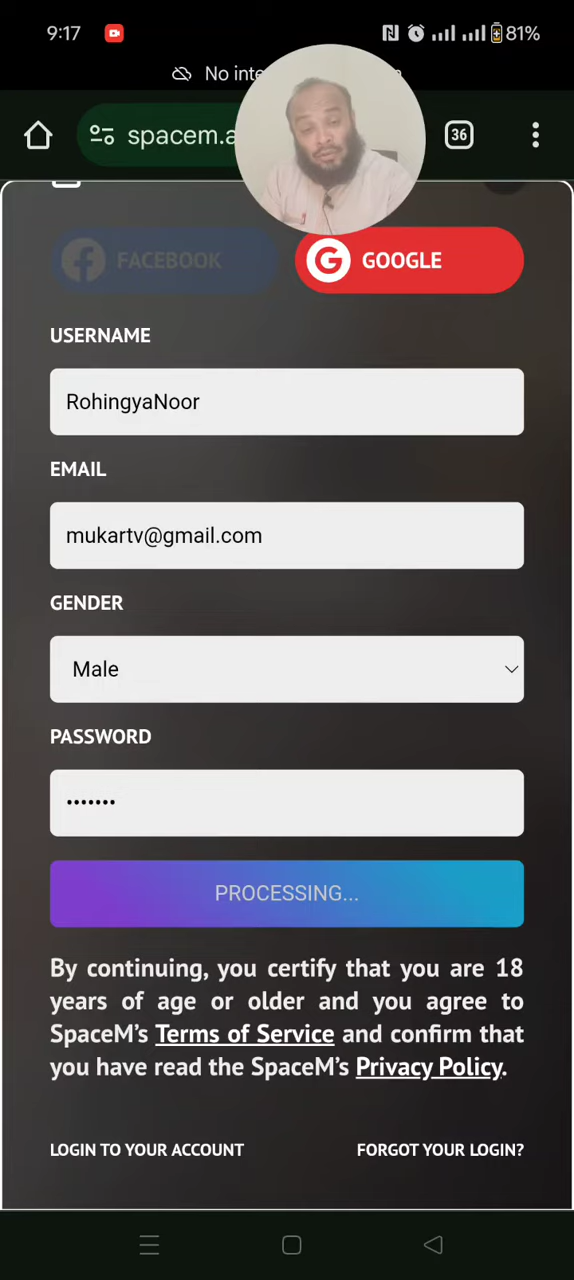 9:17
81%
No inte
spacem.a
36
FACEBOOK
GOOGLE
USERNAME
RohingyaNoor
EMAIL
mukartv@gmail.com
GENDER
Male
PASSWORD
•••••••
PROCESSING...
By continuing, you certify that you are 18
years of age or older and you agree to
SpaceM’s Terms of Service and confirm that
you have read the SpaceM’s Privacy Policy.
LOGIN TO YOUR ACCOUNT
FORGOT YOUR LOGIN?